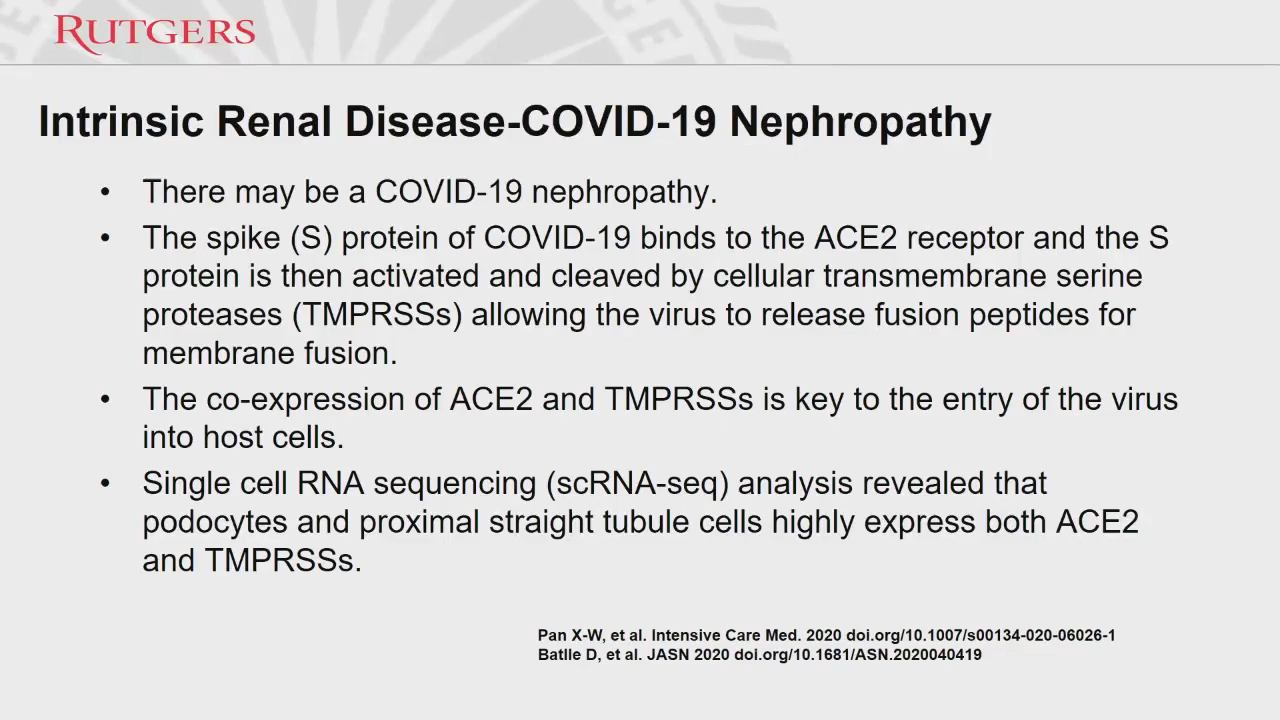 RUTGERS
Intrinsic Renal Disease-COVID-19 Nephropathy
• There may be a COVID-19 nephropathy.
• The spike (S) protein of COVID-19 binds to the ACE2 receptor and the S
protein is then activated and cleaved by cellular transmembrane serine
proteases (TMPRSSs) allowing the virus to release fusion peptides for
membrane fusion.
• The co-expression of ACE2 and TMPRSSs is key to the entry of the virus
into host cells.
• Single cell RNA sequencing (scRNA-seq) analysis revealed that
podocytes and proximal straight tubule cells highly express both ACE2
and TMPRSSs.
Pan X-W, et al. Intensive Care Med. 2020 doi.org/10.1007/s00134-020-06026-1
Batlle D, et al. JASN 2020 doi.org/10.1681/ASN.2020040419